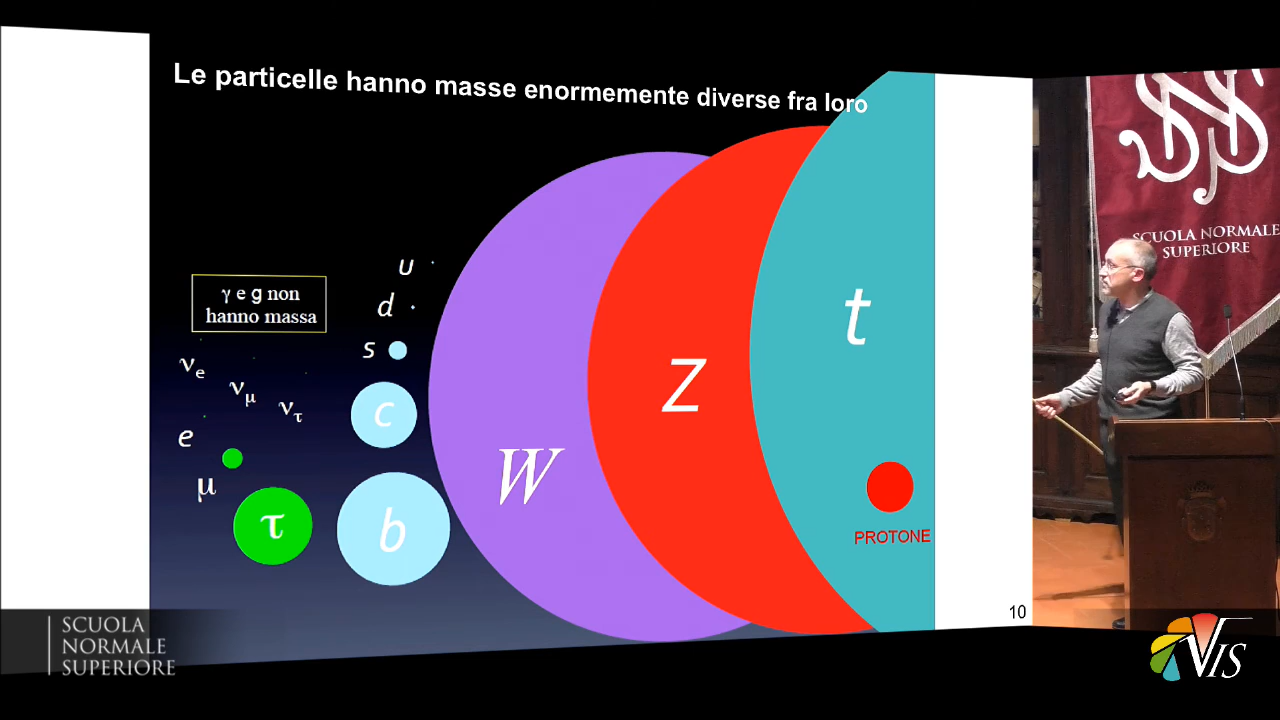 Le particelle hanno masse enormemente diverse fra loro
γ e g non
hanno massa
u
d
s
c
b
νe
νμ
ντ
e
μ
τ
W
Z
t
PROTONE
10
SNS
SCUOLA NORMALE
SUPERIORE
SCUOLA
NORMALE
SUPERIORE
VIS